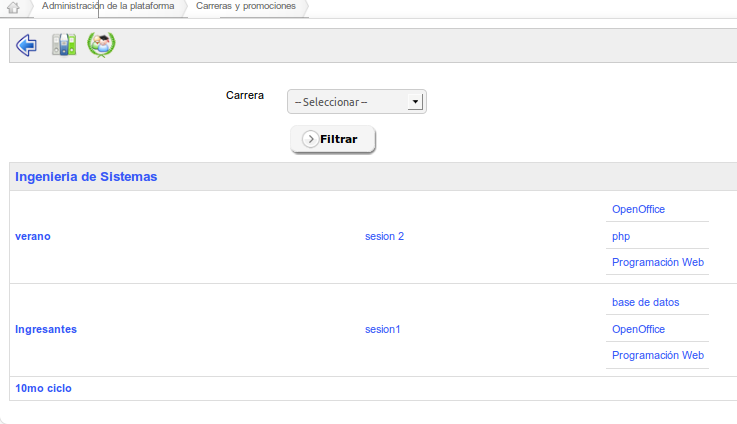 Administración de la plataforma Carreras y promociones
Carrera
--Seleccionar--
Filtrar
Ingenieria de Sistemas
OpenOffice
verano sesion 2 php
Programación Web
base de datos
Ingresantes sesion1 OpenOffice
Programación Web
10mo ciclo